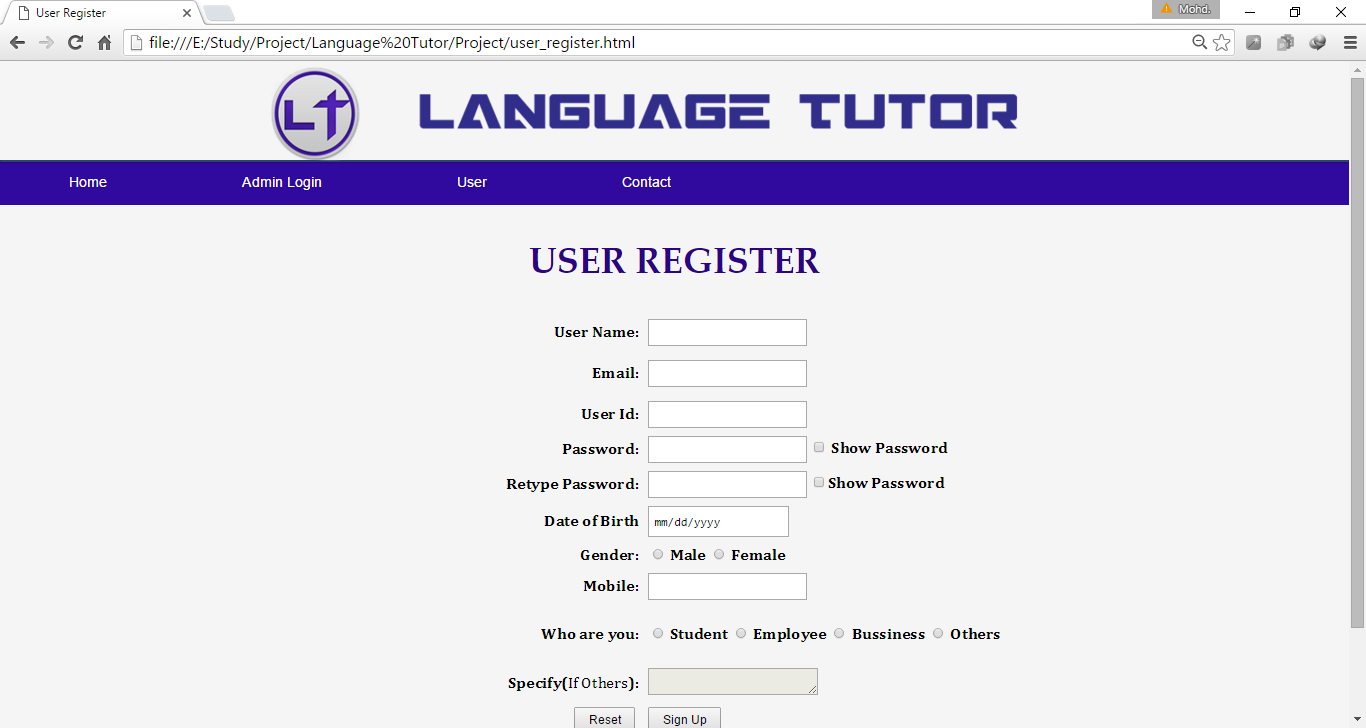 User Register
Mohd.
file:///E:/Study/Project/Language%20Tutor/Project/user_register.html
Lt LANGUAGE TUTOR
Home Admin Login User Contact
USER REGISTER
User Name:
Email:
User Id:
Password: Show Password
Retype Password: Show Password
Date of Birth mm/dd/yyyy
Gender: Male Female
Mobile:
Who are you: Student Employee Bussiness Others
Specify(If Others):
Reset Sign Up